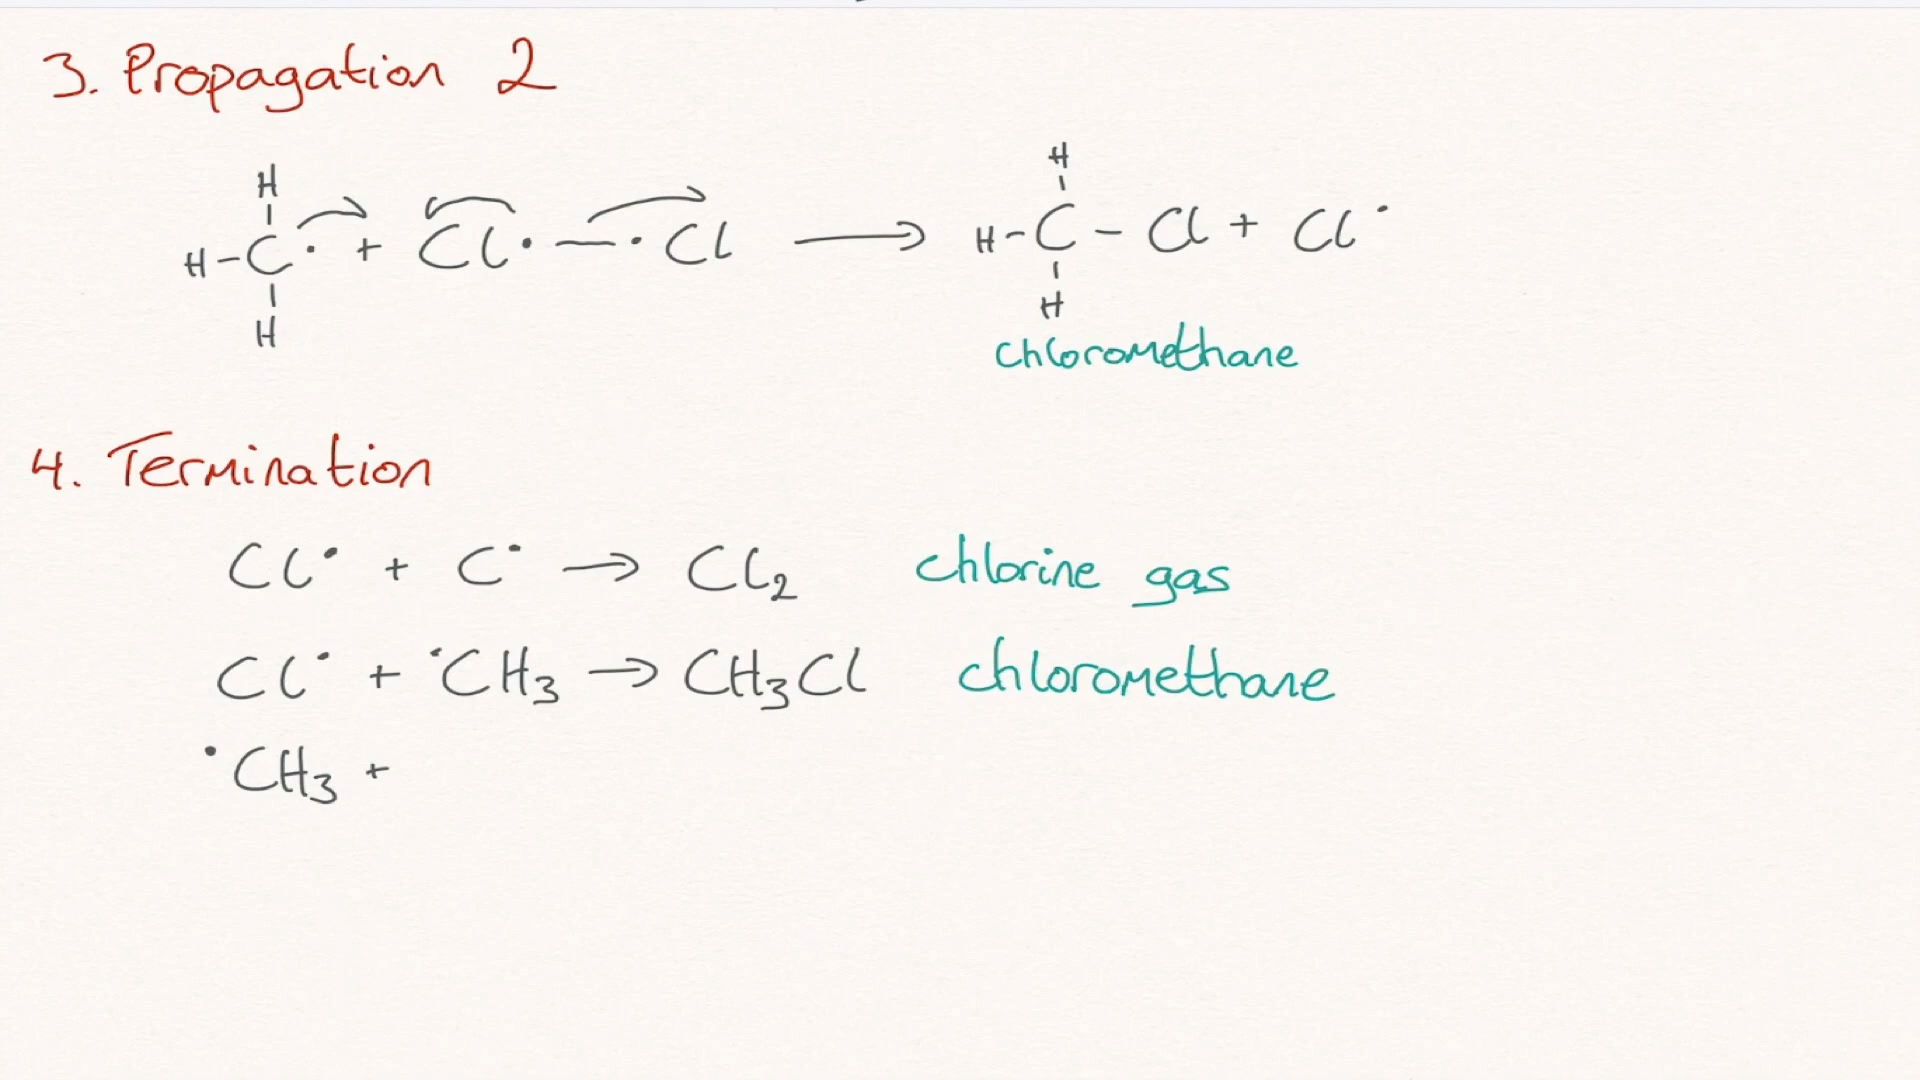 3. Propagation 2
H H
H-C· + Cl· — ·Cl ⟶ H-C-Cl + Cl·
H H
chloromethane
4. Termination
Cl· + C· → Cl₂ chlorine gas
Cl· + ·CH₃ → CH₃Cl chloromethane
·CH₃ +